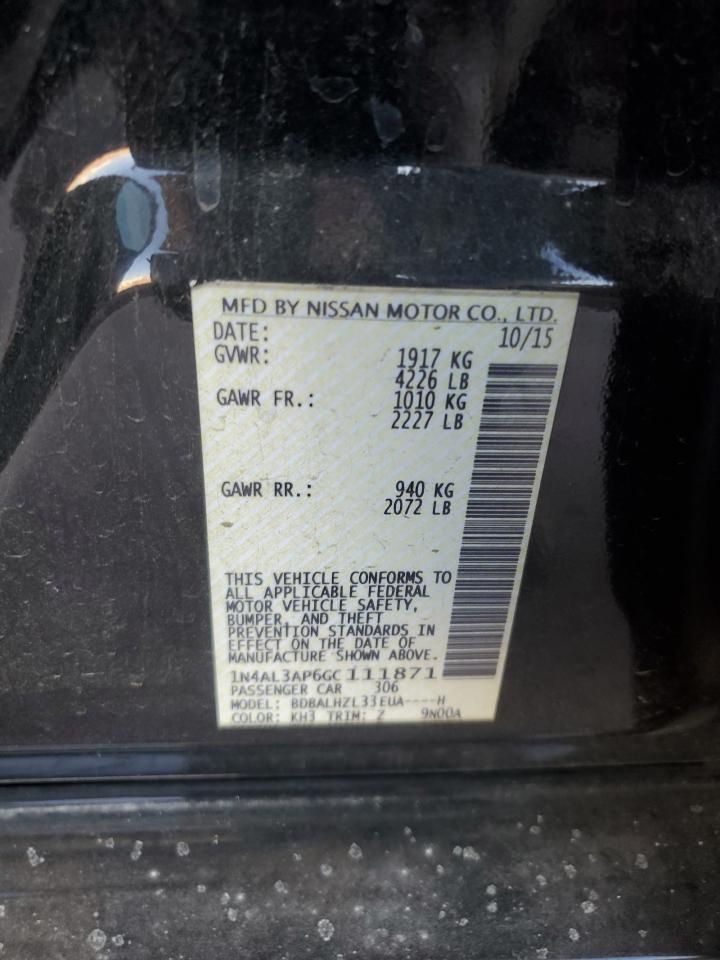 MFD BY NISSAN MOTOR CO., LTD.
DATE: 10/15
GVWR: 1917 KG
4226 LB
GAWR FR.: 1010 KG
2227 LB
GAWR RR.: 940 KG
2072 LB
THIS VEHICLE CONFORMS TO
ALL APPLICABLE FEDERAL
MOTOR VEHICLE SAFETY,
BUMPER, AND THEFT
PREVENTION STANDARDS IN
EFFECT ON THE DATE OF
MANUFACTURE SHOWN ABOVE.
1N4AL3AP6GC111871
PASSENGER CAR 306
MODEL: BDBALHZL33EUA----H
COLOR: KH3 TRIM: Z 9N00A